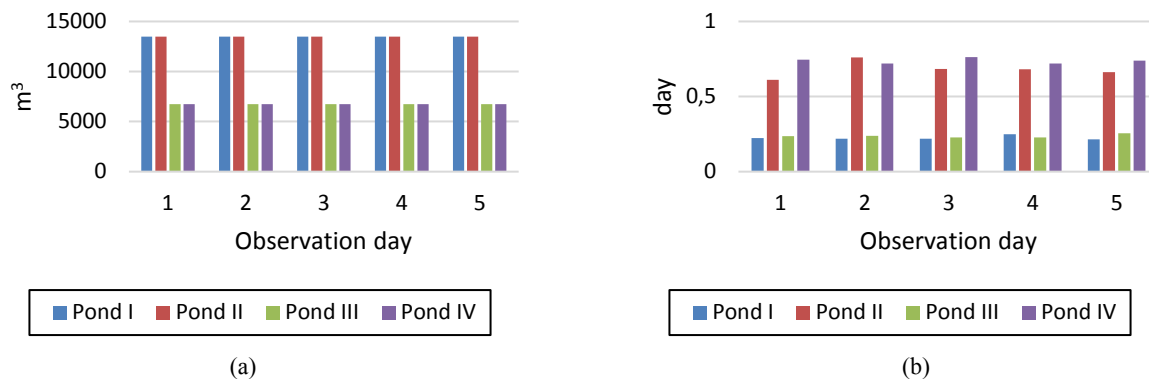 15000
10000
5000
0
m³
1 2 3 4 5
Observation day
Pond I Pond II Pond III Pond IV
(a)
1
0,5
0
day
1 2 3 4 5
Observation day
Pond I Pond II Pond III Pond IV
(b)